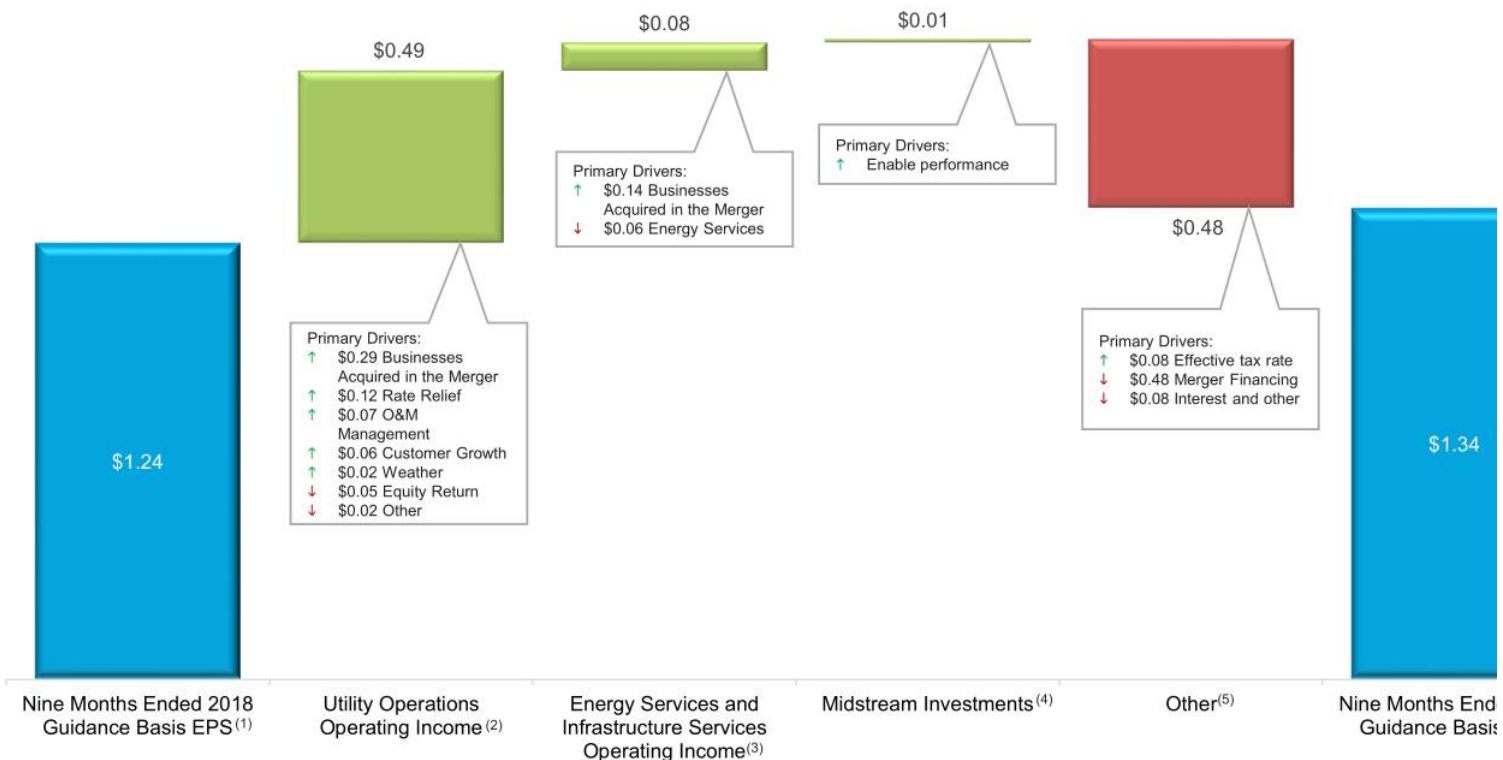 $0.49
$0.08
$0.01
Primary Drivers:
↑ Enable performance
Primary Drivers:
↑ $0.14 Businesses
Acquired in the Merger
↓ $0.06 Energy Services
$0.48
Primary Drivers:
↑ $0.29 Businesses
Acquired in the Merger
↑ $0.12 Rate Relief
↑ $0.07 O&M
Management
↑ $0.06 Customer Growth
↑ $0.02 Weather
↓ $0.05 Equity Return
↓ $0.02 Other
Primary Drivers:
↑ $0.08 Effective tax rate
↓ $0.48 Merger Financing
↓ $0.08 Interest and other
$1.24
$1.34
Nine Months Ended 2018
Guidance Basis EPS (1)
Utility Operations
Operating Income (2)
Energy Services and
Infrastructure Services
Operating Income(3)
Midstream Investments(4)
Other(5)
Nine Months
Guidance Basis